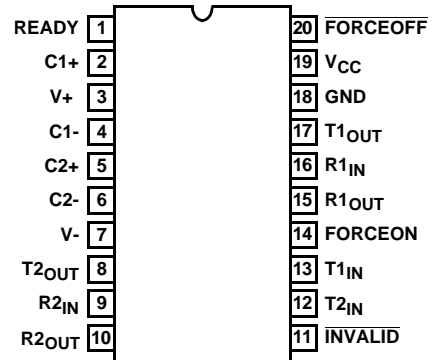 READY 1 20 FORCEOFF
C1+ 2 19 VCC
V+ 3 18 GND
C1- 4 17 T1OUT
C2+ 5 16 R1IN
C2- 6 15 R1OUT
V- 7 14 FORCEON
T2OUT 8 13 T1IN
R2IN 9 12 T2IN
R2OUT 10 11 INVALID